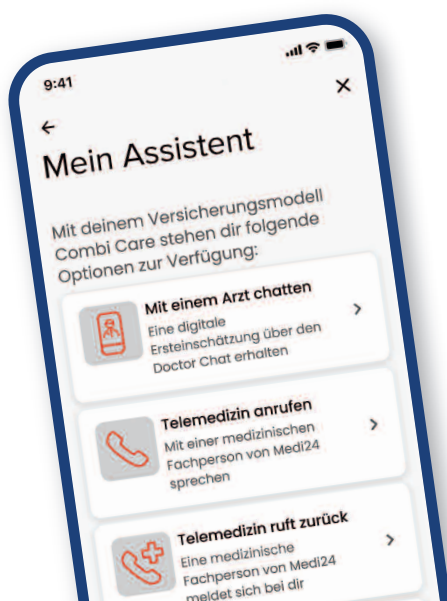 9:41
Mein Assistent
Mit deinem Versicherungsmodell
Combi Care stehen dir folgende
Optionen zur Verfügung:
Mit einem Arzt chatten
Eine digitale
Ersteinschätzung über den
Doctor Chat erhalten
Telemedizin anrufen
Mit einer medizinischen
Fachperson von Medi24
sprechen
Telemedizin ruft zurück
Eine medizinische
Fachperson von Medi24
meldet sich bei dir